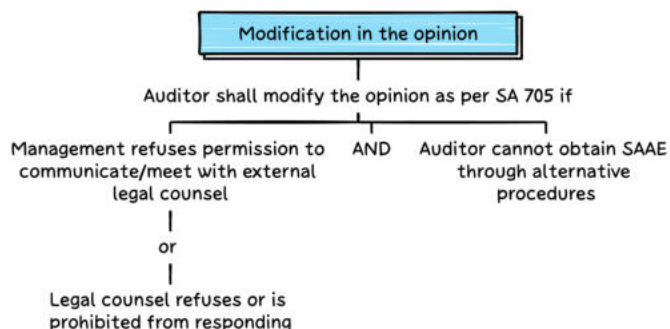 Modification in the opinion
Auditor shall modify the opinion as per SA 705 if
Management refuses permission to
communicate/meet with external
legal counsel
AND
Auditor cannot obtain SAAE
through alternative
procedures
or
Legal counsel refuses or is
prohibited from responding